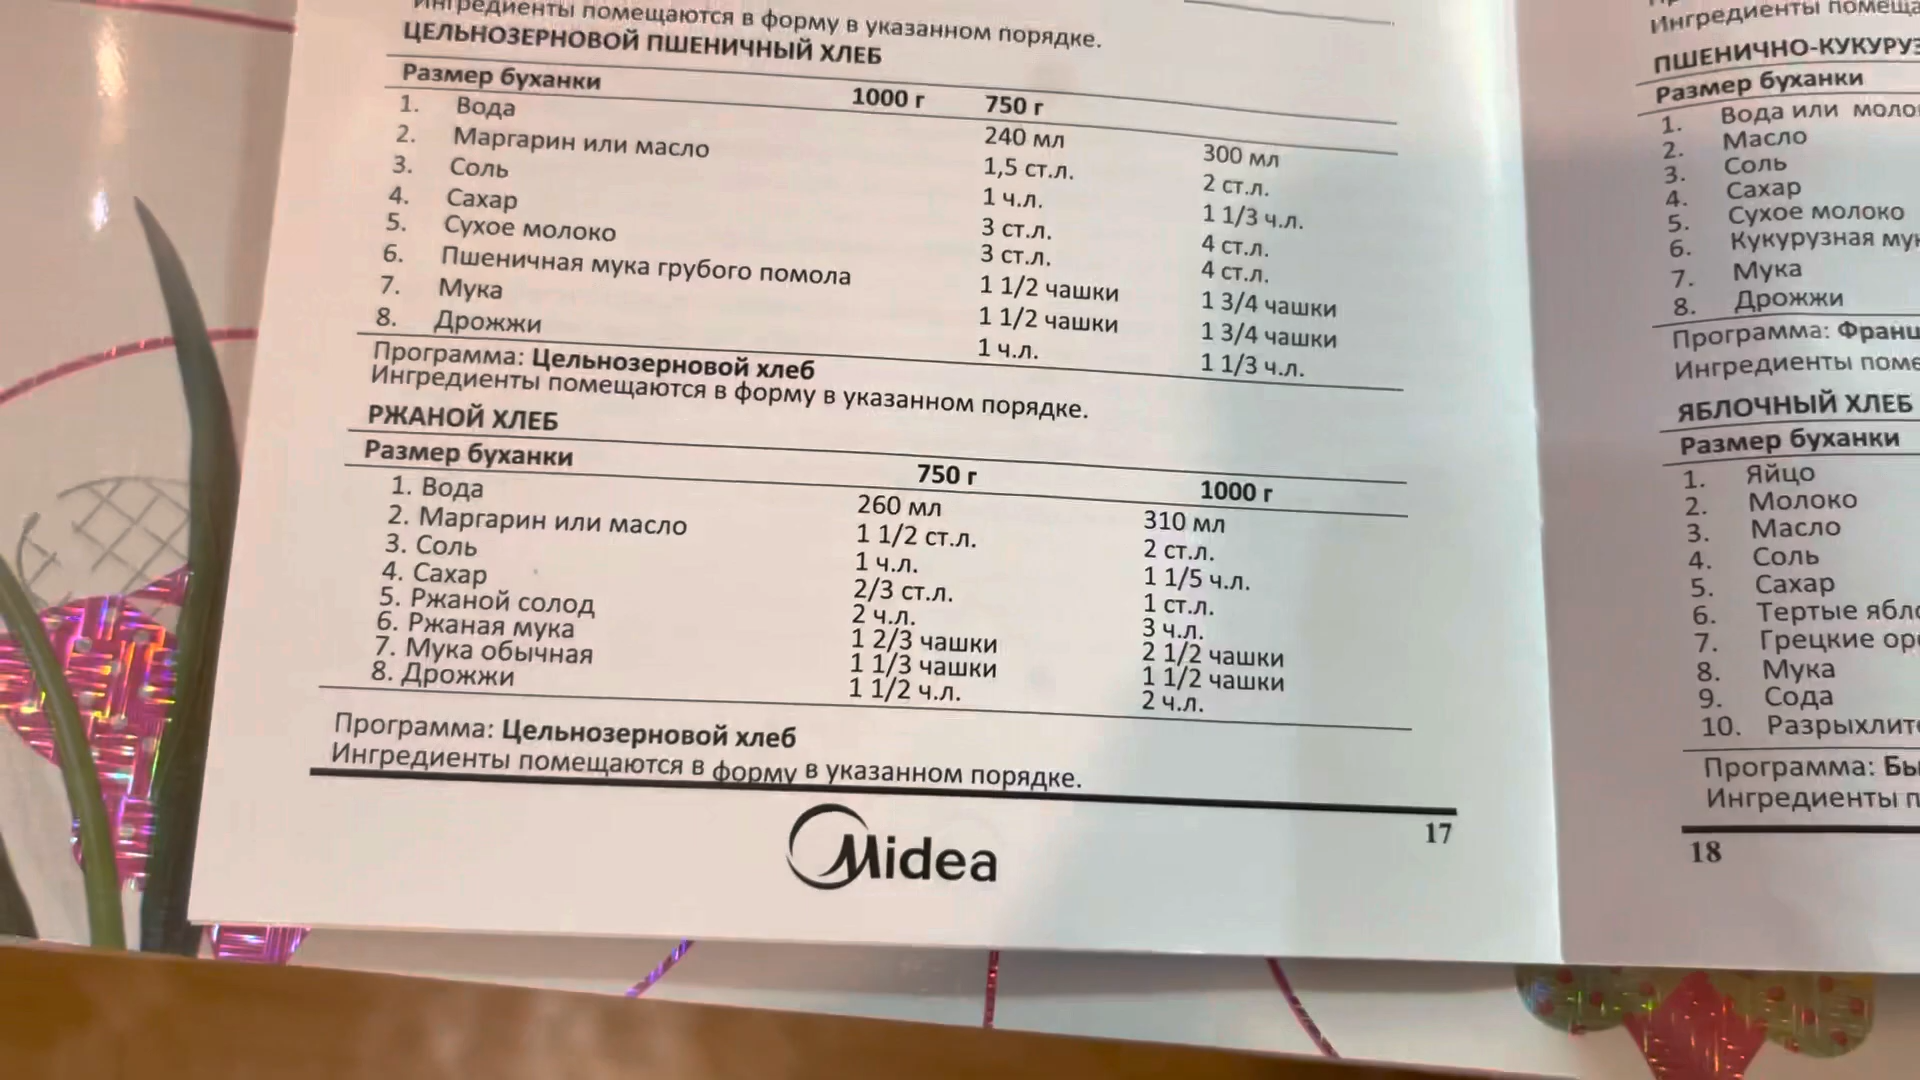 Ингредиенты помещаются в форму в указанном порядке.
ЦЕЛЬНОЗЕРНОВОЙ ПШЕНИЧНЫЙ ХЛЕБ
Размер буханки 1000 г 750 г
1. Вода 240 мл 300 мл
2. Маргарин или масло 1,5 ст.л. 2 ст.л.
3. Соль 1 ч.л. 1 1/3 ч.л.
4. Сахар 3 ст.л. 4 ст.л.
5. Сухое молоко 3 ст.л. 4 ст.л.
6. Пшеничная мука грубого помола 1 1/2 чашки 1 3/4 чашки
7. Мука 1 1/2 чашки 1 3/4 чашки
8. Дрожжи 1 ч.л. 1 1/3 ч.л.
Программа: Цельнозерновой хлеб
Ингредиенты помещаются в форму в указанном порядке.
РЖАНОЙ ХЛЕБ
Размер буханки 750 г 1000 г
1. Вода 260 мл 310 мл
2. Маргарин или масло 1 1/2 ст.л. 2 ст.л.
3. Соль 1 ч.л. 1 1/5 ч.л.
4. Сахар 2/3 ст.л. 1 ст.л.
5. Ржаной солод 2 ч.л. 3 ч.л.
6. Ржаная мука 1 2/3 чашки 2 1/2 чашки
7. Мука обычная 1 1/3 чашки 1 1/2 чашки
8. Дрожжи 1 1/2 ч.л. 2 ч.л.
Программа: Цельнозерновой хлеб
Ингредиенты помещаются в форму в указанном порядке.
Midea
17
Ингредиенты
ПШЕНИЧНО-
Размер буханки
1. Вода или
2. Масло
3. Соль
4. Сахар
5. Сухое молоко
6. Кукурузная
7. Мука
8. Дрожжи
Программа:
Ингредиенты
ЯБЛОЧНЫЙ ХЛЕБ
Размер буханки
1. Яйцо
2. Молоко
3. Масло
4. Соль
5. Сахар
6. Тертые
7. Грецкие
8. Мука
9. Сода
10.
Программа:
Ингредиенты
18